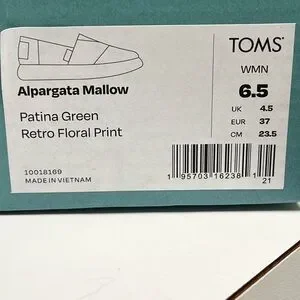 TOMS
WMN
Alpargata Mallow
6.5
Patina Green
UK 4.5
Retro Floral Print
EUR 37
CM 23.5
10018169
MADE IN VIETNAM
1 95703 16238 1
21